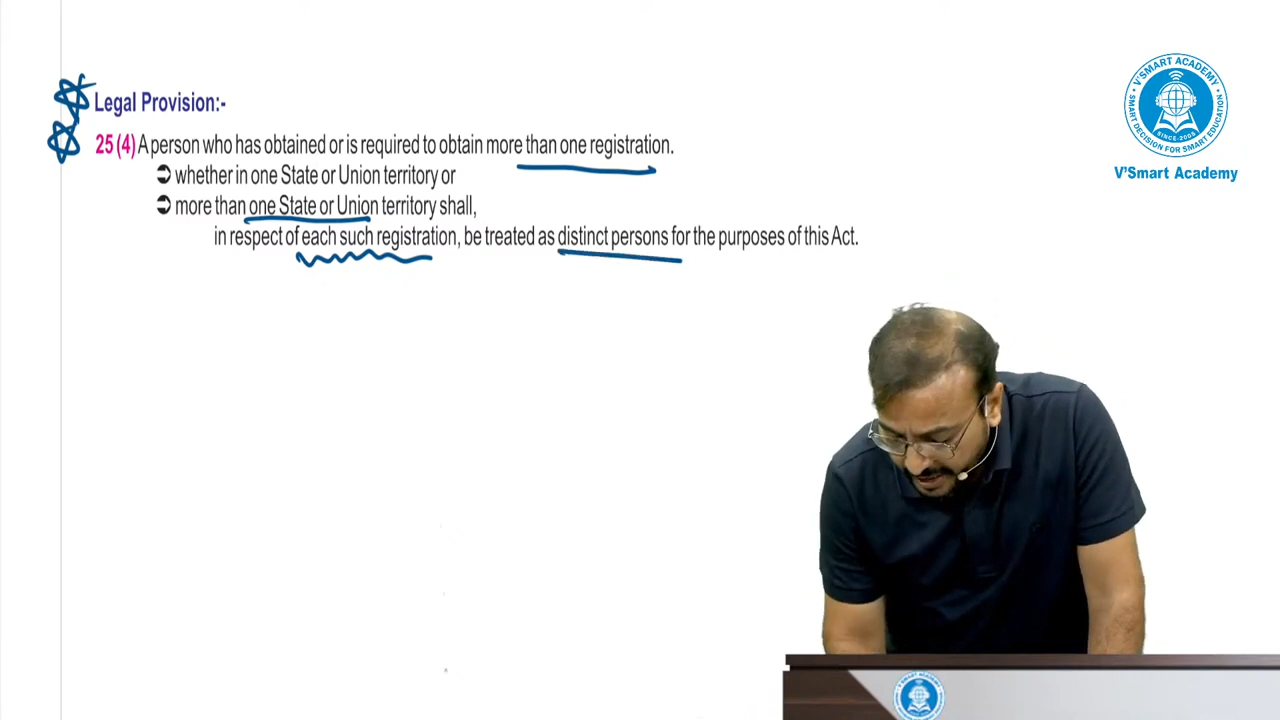 Legal Provision:-
25(4) A person who has obtained or is required to obtain more than one registration.
➲ whether in one State or Union territory or
➲ more than one State or Union territory shall,
in respect of each such registration, be treated as distinct persons for the purposes of this Act.
V'SMART ACADEMY
SMART DECISION FOR SMART EDUCATION
SINCE-2008
V'Smart Academy